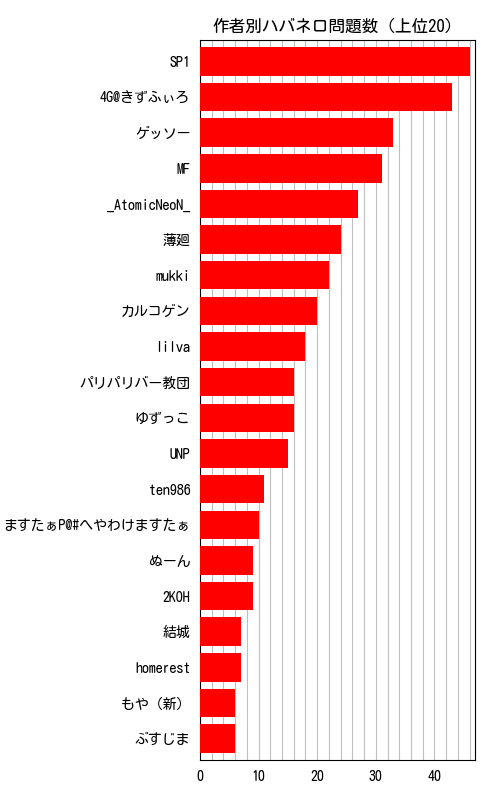 作者別ハバネロ問題数（上位20）
SP1
4G@きずふぃろ
ゲッソー
MF
_AtomicNeoN_
薄廻
mukki
カルコゲン
lilva
パリパリバー教団
ゆずっこ
UNP
ten986
ますたぁP@#へやわけますたぁ
ぬーん
2KOH
結城
homerest
もや（新）
ぶすじま
0 10 20 30 40